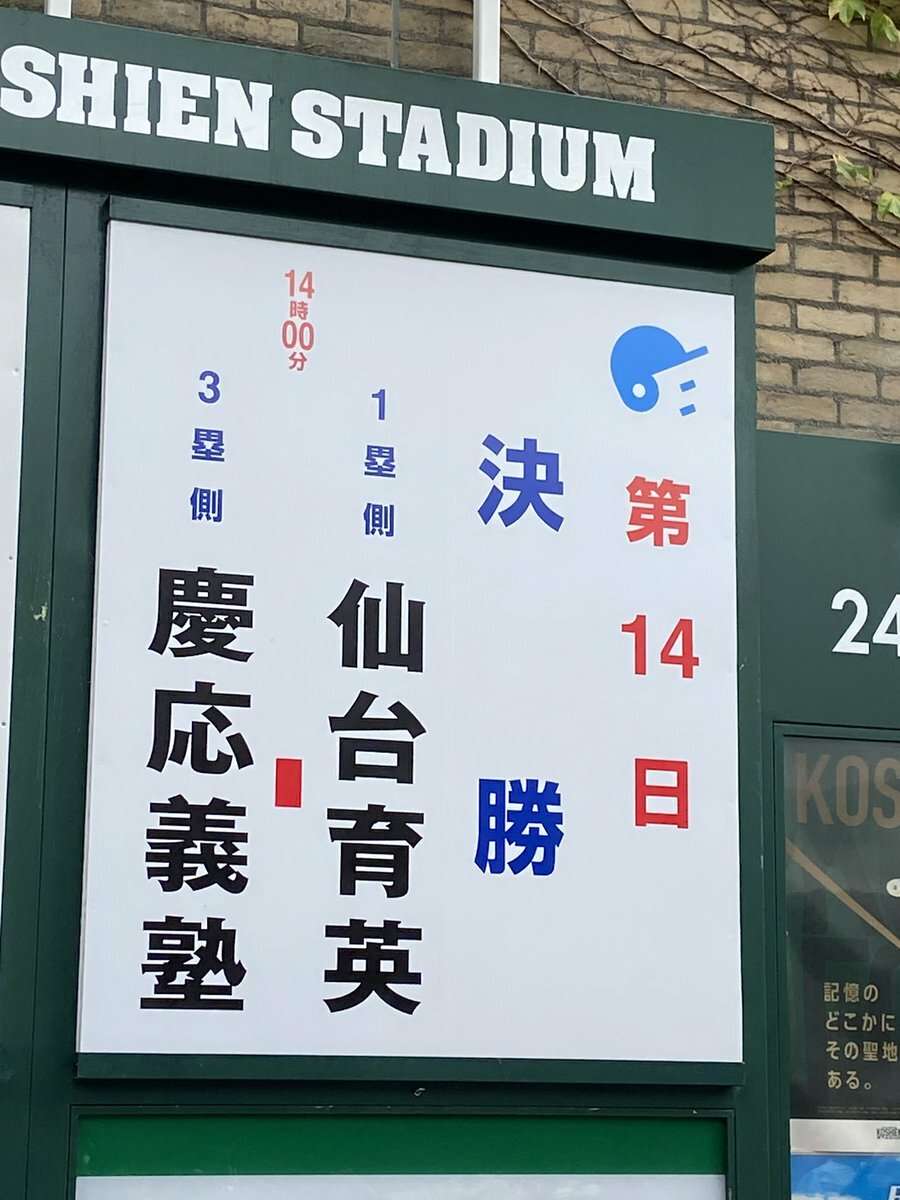 SHIEN STADIUM
第14日
決勝
14時00分
1塁側
仙台育英
3塁側
慶応義塾
24
KOS
記憶の
どこかに
その聖地
ある。